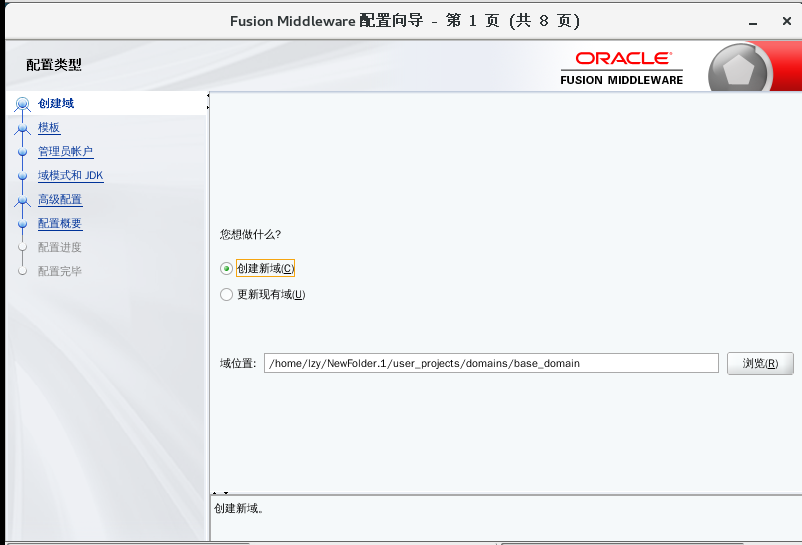 Fusion Middleware 配置向导 - 第 1 页 (共 8 页)
配置类型
ORACLE
FUSION MIDDLEWARE
创建域
模板
管理员帐户
域模式和 JDK
高级配置
配置概要
配置进度
配置完毕
您想做什么?
创建新域(C)
更新现有域(U)
域位置: /home/lzy/NewFolder.1/user_projects/domains/base_domain 浏览(R)
创建新域。